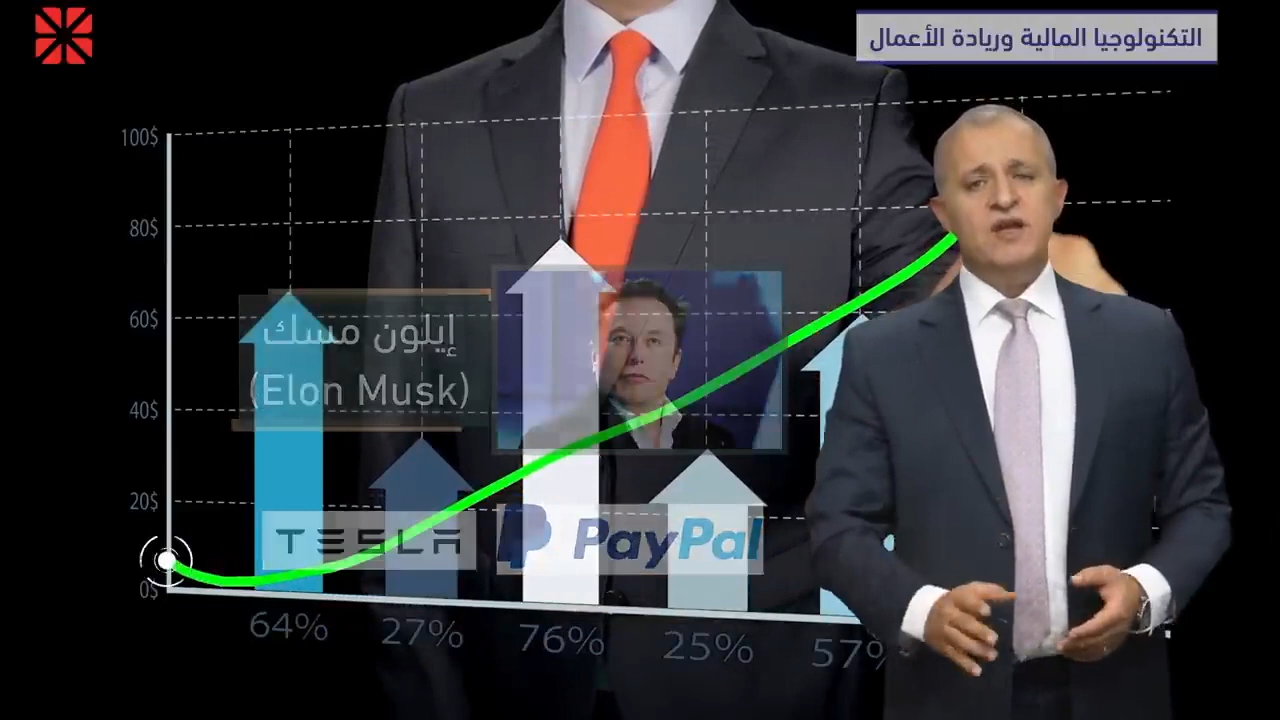 التكنولوجيا المالية وريادة الأعمال
100$
80$
60$
40$
20$
0$
إيلون مسك
(Elon Musk)
TESLA
PayPal
64%
27%
76%
25%
57%